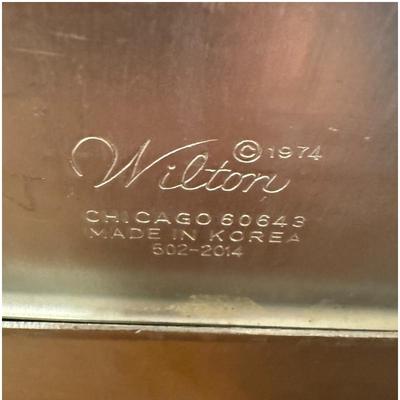 © 1974
Wilton
CHICAGO 60643
MADE IN KOREA
502-2014